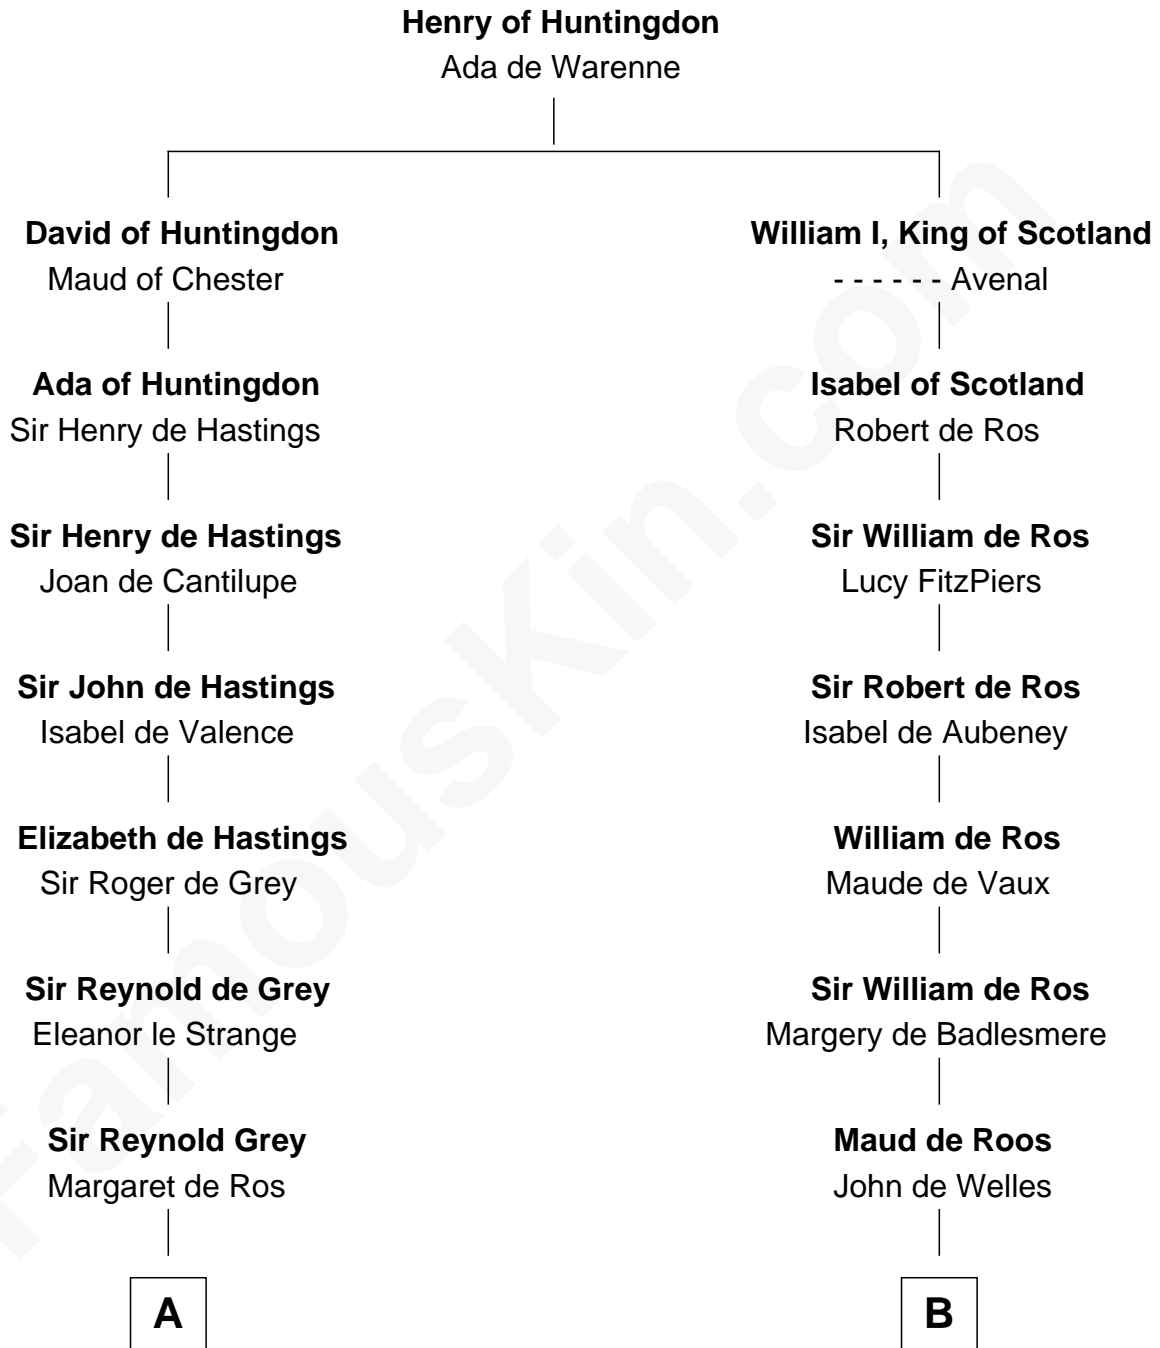 Henry of Huntingdon
Ada de Warenne
David of Huntingdon
Maud of Chester
Ada of Huntingdon
Sir Henry de Hastings
Sir Henry de Hastings
Joan de Cantilupe
Sir John de Hastings
Isabel de Valence
Elizabeth de Hastings
Sir Roger de Grey
Sir Reynold de Grey
Eleanor le Strange
Sir Reynold Grey
Margaret de Ros
A
William I, King of Scotland
- - - - - - Avenal
Isabel of Scotland
Robert de Ros
Sir William de Ros
Lucy FitzPiers
Sir Robert de Ros
Isabel de Aubeney
William de Ros
Maude de Vaux
Sir William de Ros
Margery de Badlesmere
Maud de Roos
John de Welles
B
FamousKin.com